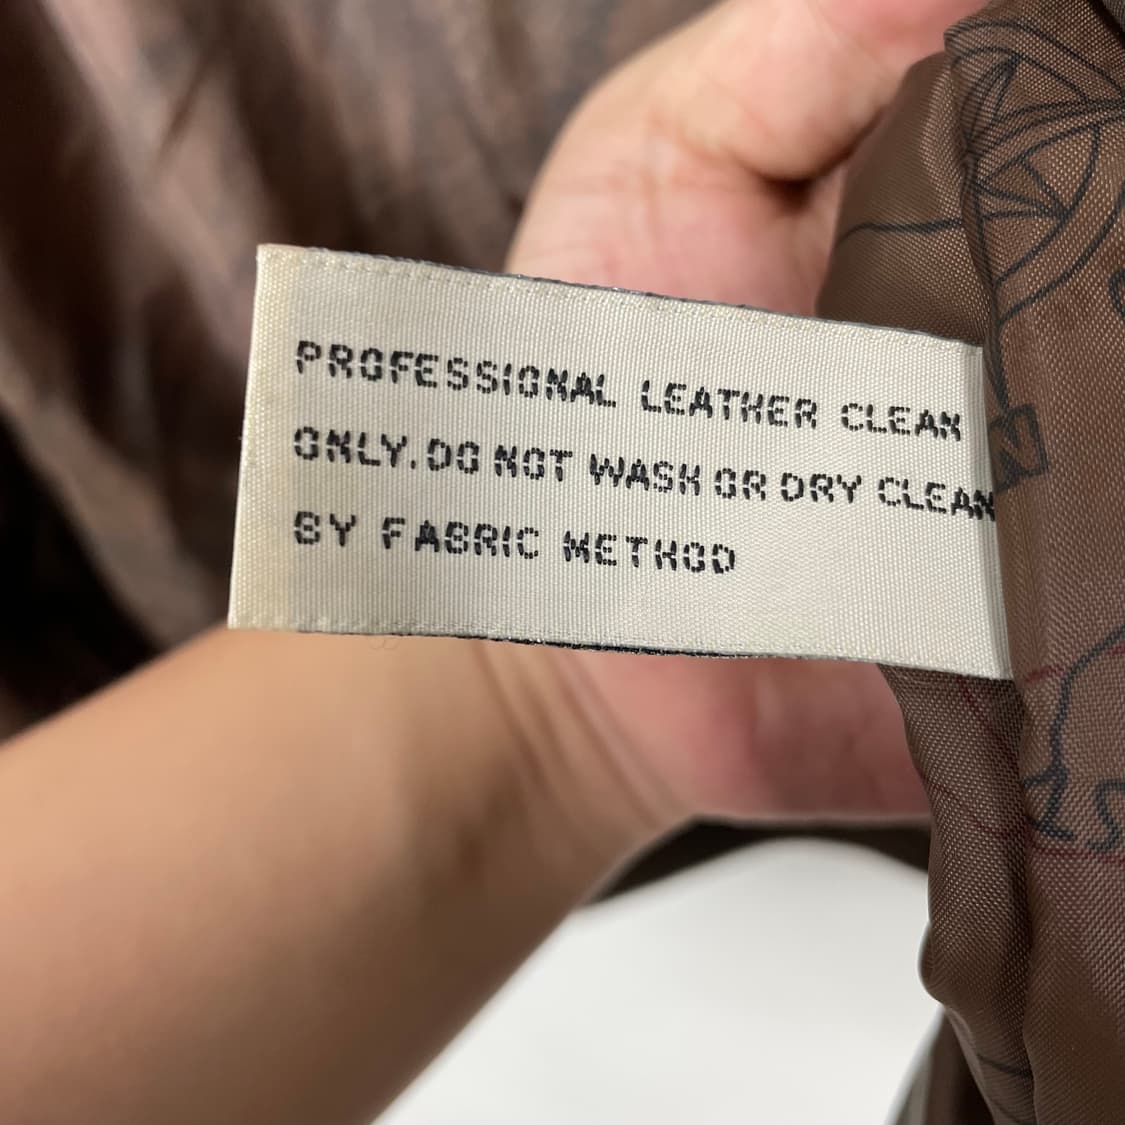 PROFESSIONAL LEATHER CLEAN
ONLY.DO NOT WASH OR DRY CLEAN
BY FABRIC METHOD